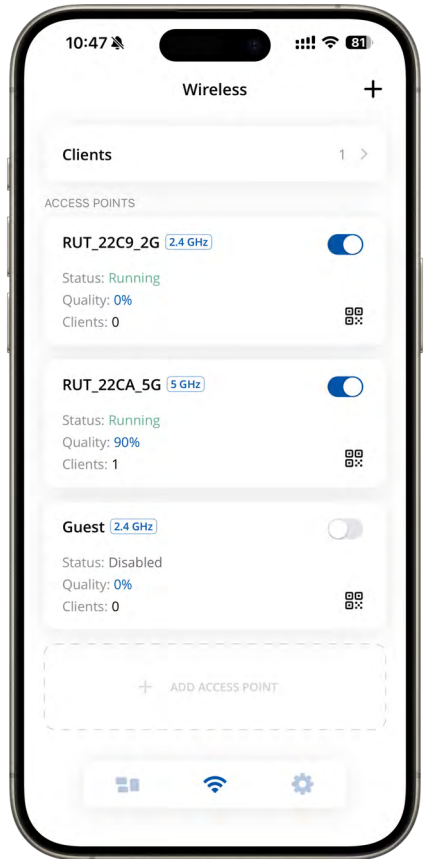 10:47
81
Wireless
Clients
1
ACCESS POINTS
RUT_22C9_2G 2.4 GHz
Status: Running
Quality: 0%
Clients: 0
RUT_22CA_5G 5 GHz
Status: Running
Quality: 90%
Clients: 1
Guest 2.4 GHz
Status: Disabled
Quality: 0%
Clients: 0
+ ADD ACCESS POINT